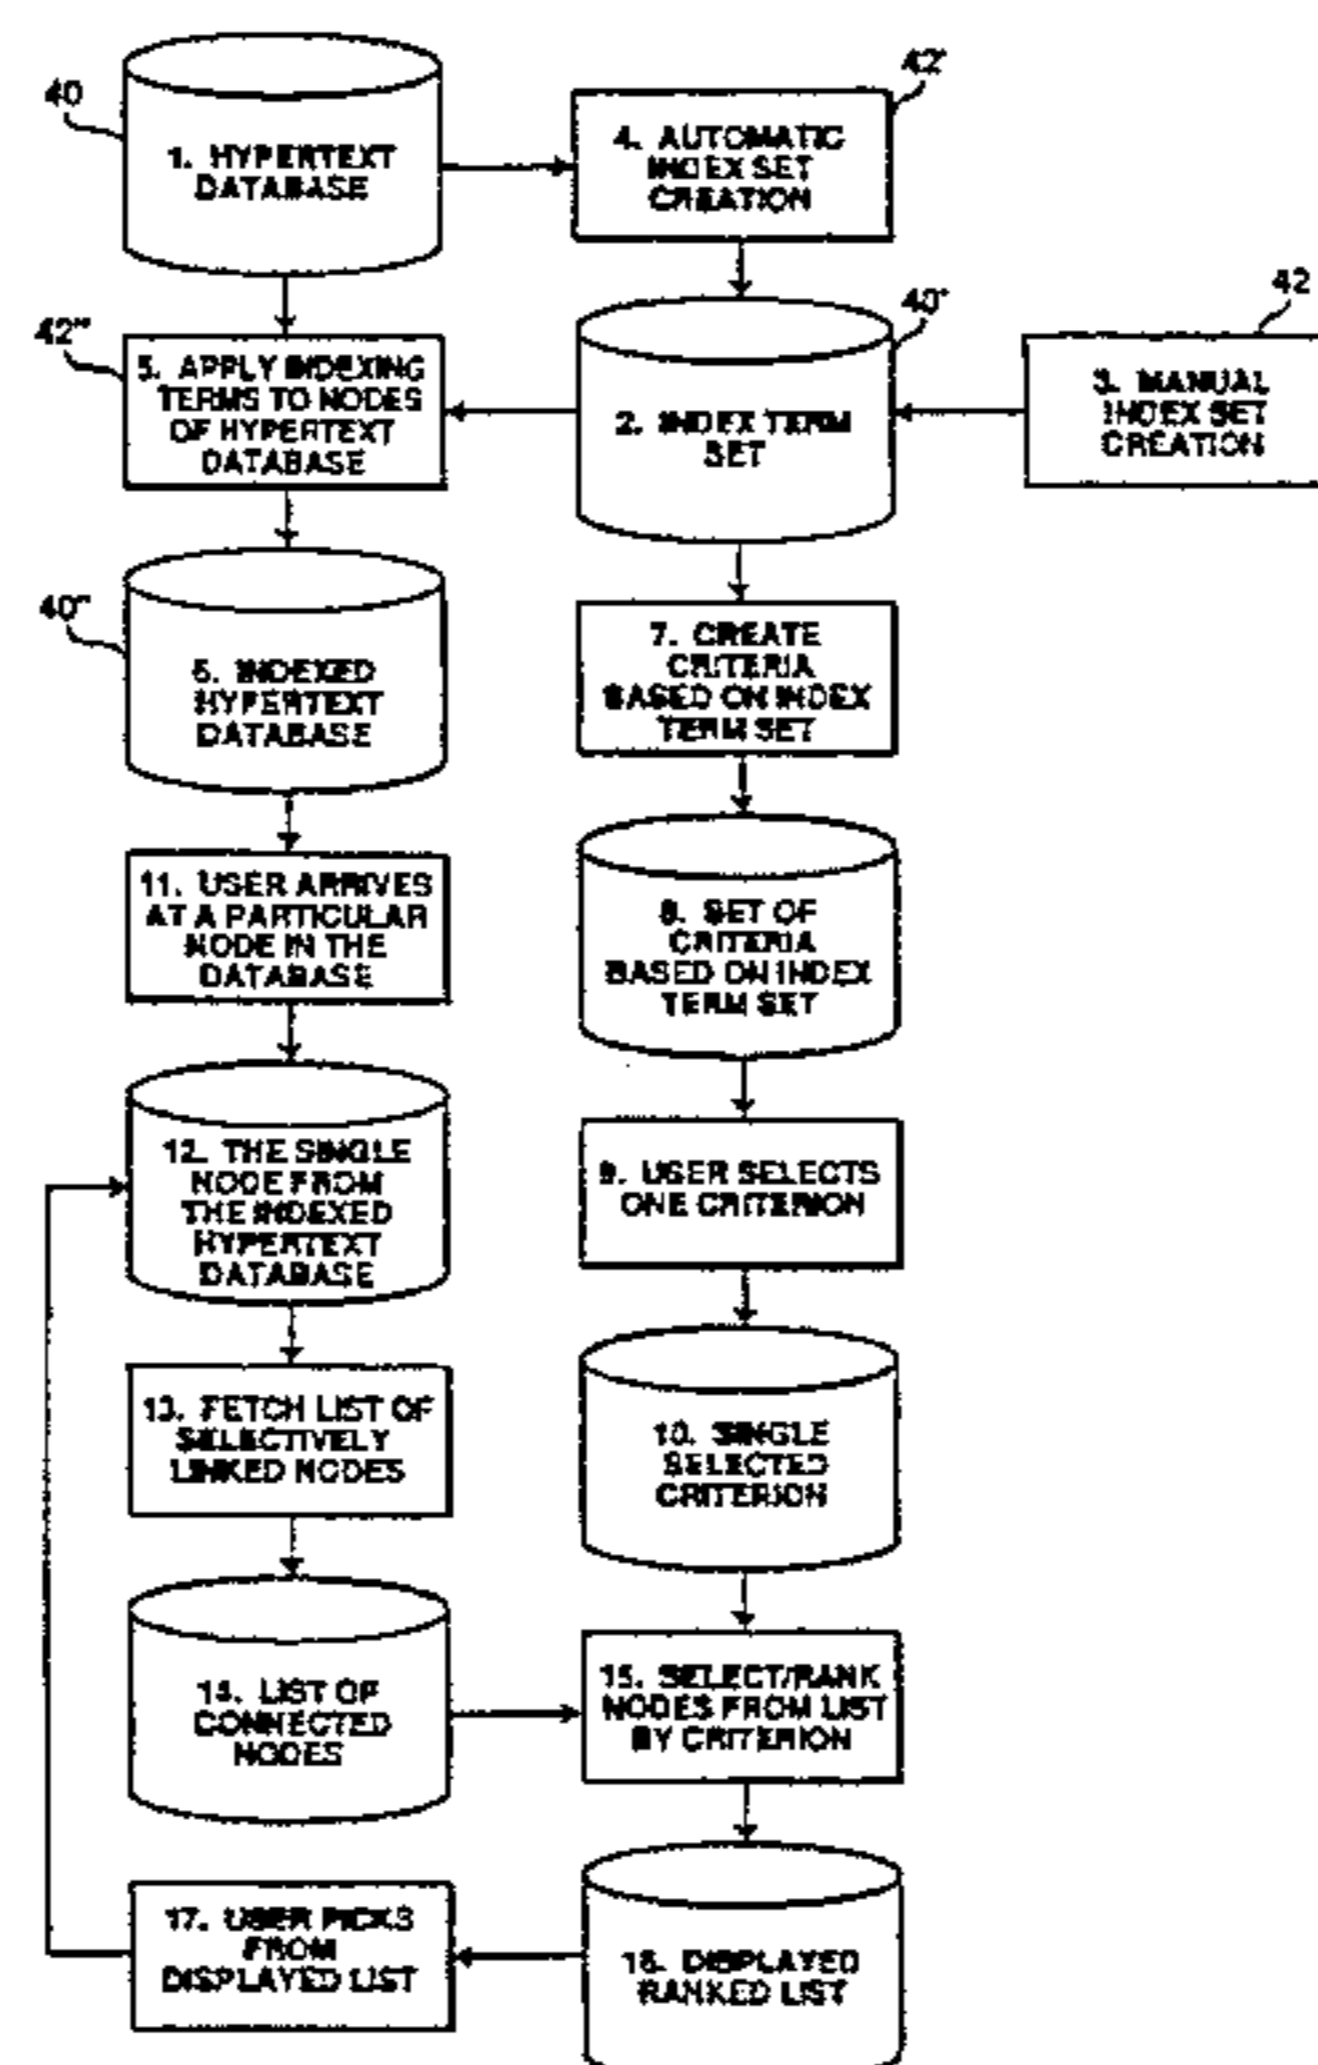 40
1. HYPERTEXT
DATABASE
42'
4. AUTOMATIC
INDEX SET
CREATION
42"
5. APPLY INDEXING
TERMS TO NODES
OF HYPERTEXT
DATABASE
40'
2. INDEX TERM
SET
42
3. MANUAL
INDEX SET
CREATION
40"
6. INDEXED
HYPERTEXT
DATABASE
7. CREATE
CRITERIA
BASED ON INDEX
TERM SET
11. USER ARRIVES
AT A PARTICULAR
NODE IN THE
DATABASE
8. SET OF
CRITERIA
BASED ON INDEX
TERM SET
12. THE SINGLE
NODE FROM
THE INDEXED
HYPERTEXT
DATABASE
9. USER SELECTS
ONE CRITERION
13. FETCH LIST OF
SELECTIVELY
LINKED NODES
10. SINGLE
SELECTED
CRITERION
14. LIST OF
CONNECTED
NODES
15. SELECT/RANK
NODES FROM LIST
BY CRITERION
17. USER PICKS
FROM
DISPLAYED LIST
16. DISPLAYED
RANKED LIST